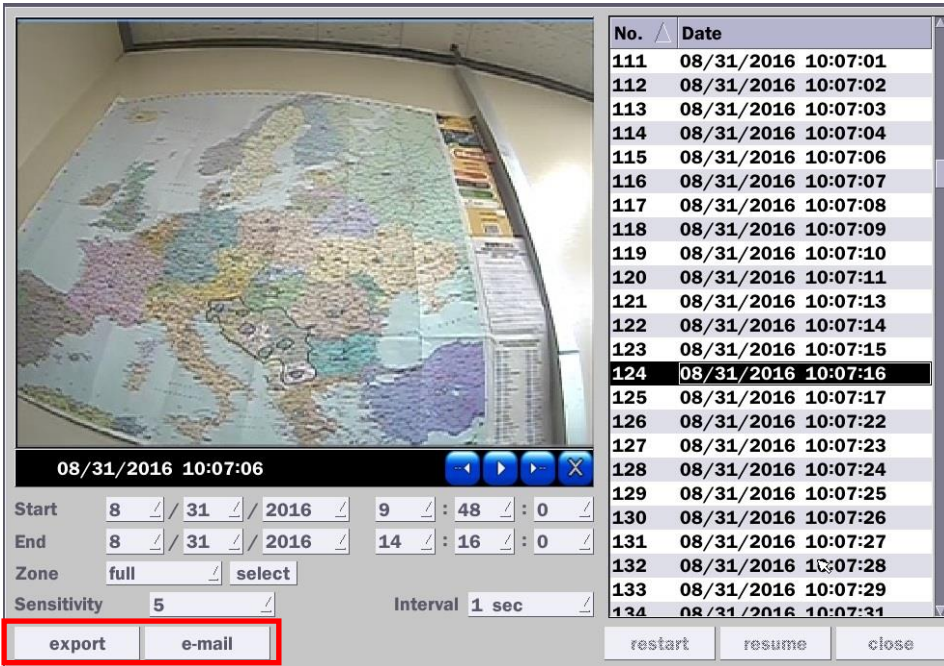 No. Date
111 08/31/2016 10:07:01
112 08/31/2016 10:07:02
113 08/31/2016 10:07:03
114 08/31/2016 10:07:04
115 08/31/2016 10:07:06
116 08/31/2016 10:07:07
117 08/31/2016 10:07:08
118 08/31/2016 10:07:09
119 08/31/2016 10:07:10
120 08/31/2016 10:07:11
121 08/31/2016 10:07:13
122 08/31/2016 10:07:14
123 08/31/2016 10:07:15
124 08/31/2016 10:07:16
125 08/31/2016 10:07:17
126 08/31/2016 10:07:22
127 08/31/2016 10:07:23
128 08/31/2016 10:07:24
129 08/31/2016 10:07:25
130 08/31/2016 10:07:26
131 08/31/2016 10:07:27
132 08/31/2016 10:07:28
133 08/31/2016 10:07:29
134 08/31/2016 10:07:31
08/31/2016 10:07:06
Start 8 / 31 / 2016 9 : 48 : 0
End 8 / 31 / 2016 14 : 16 : 0
Zone full select
Sensitivity 5 Interval 1 sec
export e-mail restart resume close